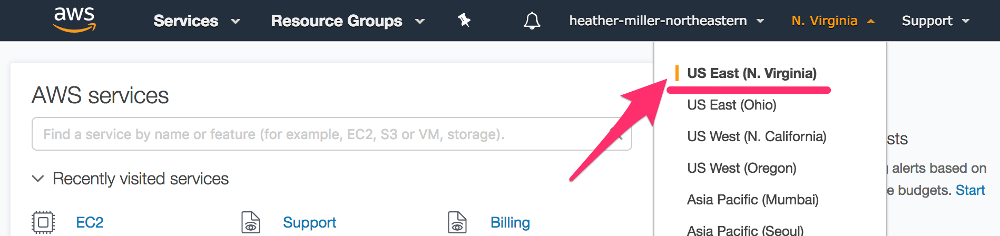 aws Services Resource Groups heather-miller-northeastern N. Virginia Support
AWS services
Find a service by name or feature (for example, EC2, S3 or VM, storage).
Recently visited services
EC2 Support Billing
US East (N. Virginia)
US East (Ohio)
US West (N. California)
US West (Oregon)
Asia Pacific (Mumbai)
Asia Pacific (Seoul)
sts
alerts based on
e budgets. Start